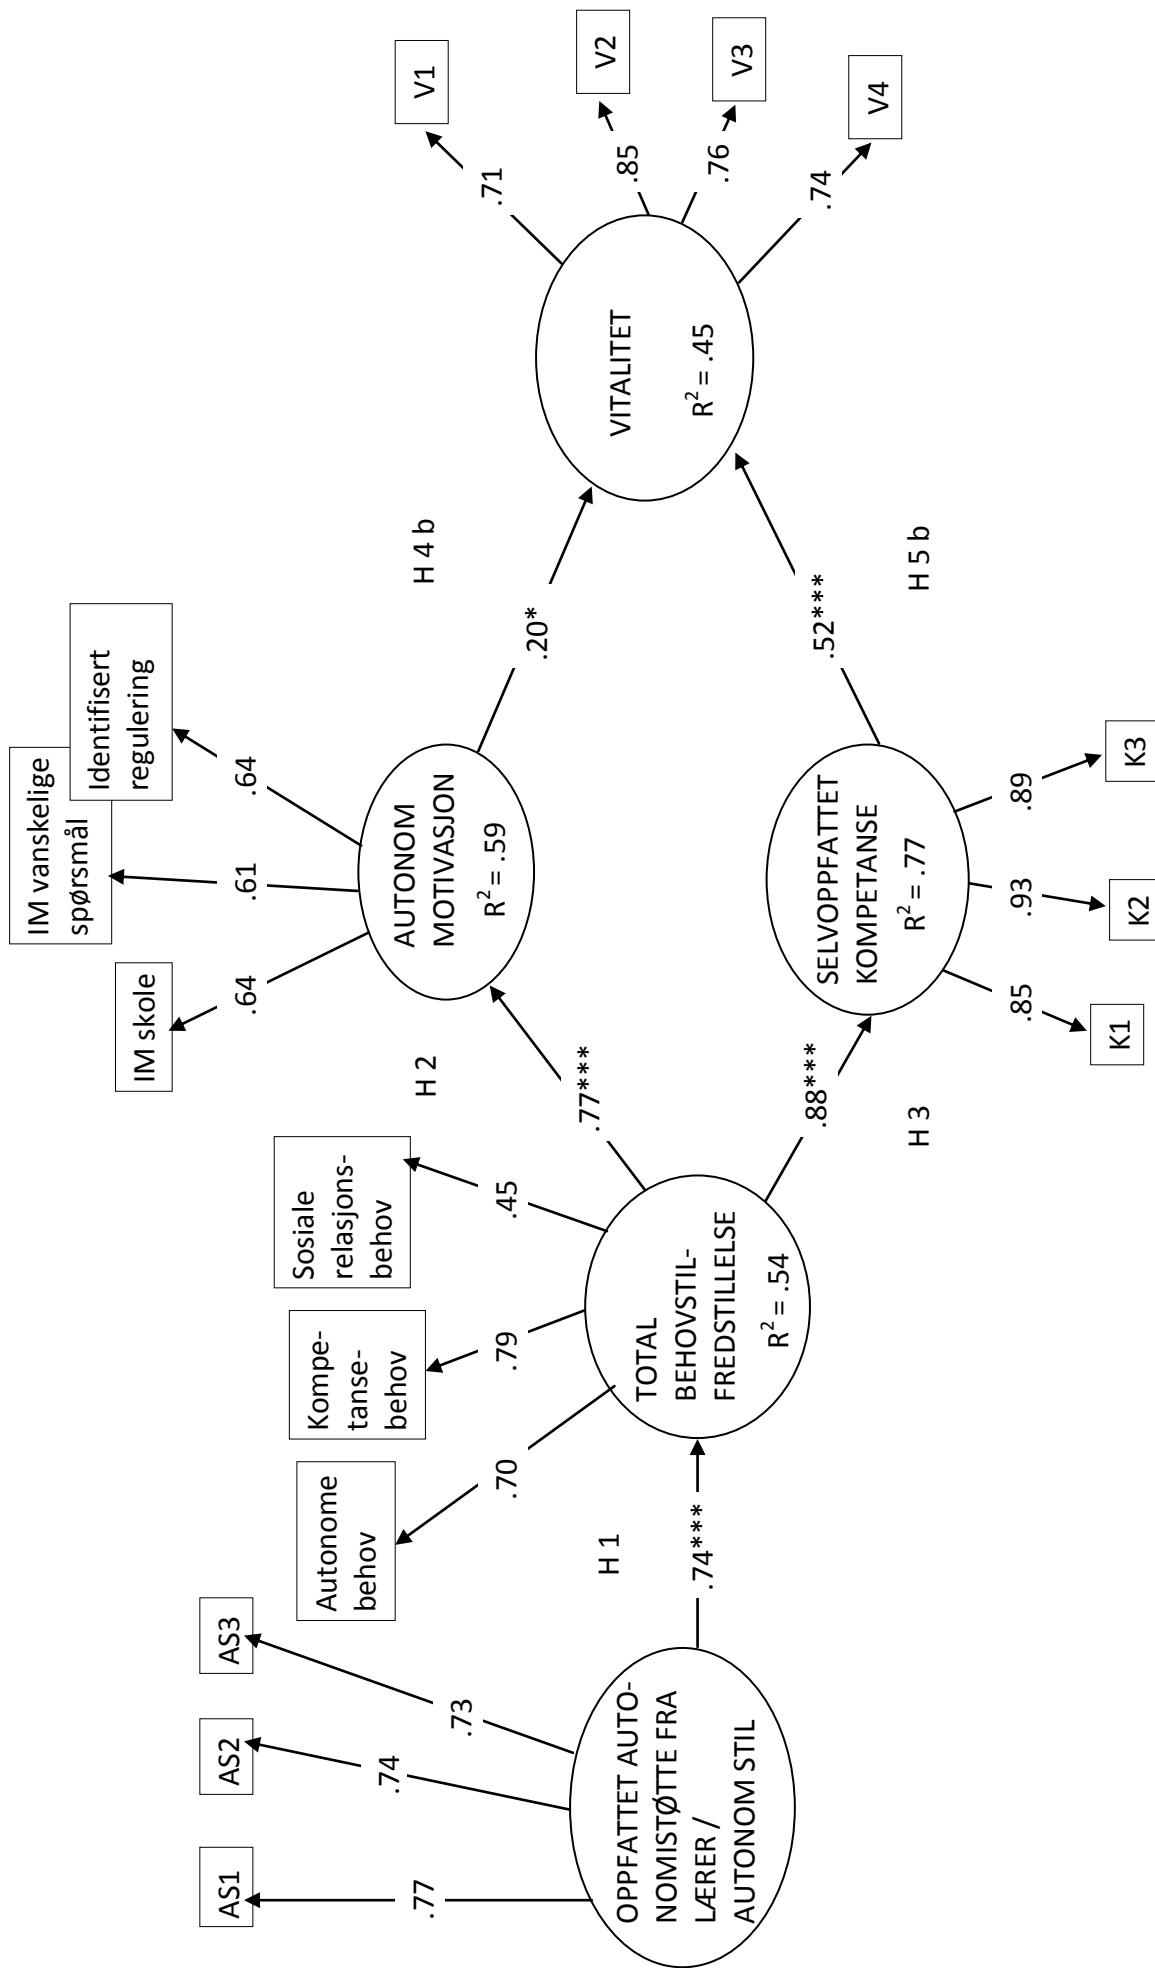 AS1
AS2
AS3
.77
.74
.73
OPPFATTET AUTO-
NOMISTØTTE FRA
LÆRER /
AUTONOM STIL
H 1
.74***
Autonome
behov
Kompe-
tanse-
behov
Sosiale
relasjons-
behov
.70
.79
.45
TOTAL
BEHOVSTIL-
FREDSTILLELSE
R² = .54
H 2
.77***
.88***
H 3
IM skole
IM vanskelige
spørsmål
Identifisert
regulering
.64
.61
.64
AUTONOM
MOTIVASJON
R² = .59
SELVOPPFATTET
KOMPETANSE
R² = .77
.85
.93
.89
K1
K2
K3
H 4 b
.20*
.52***
H 5 b
VITALITET
R² = .45
.71
.85
.76
.74
V1
V2
V3
V4